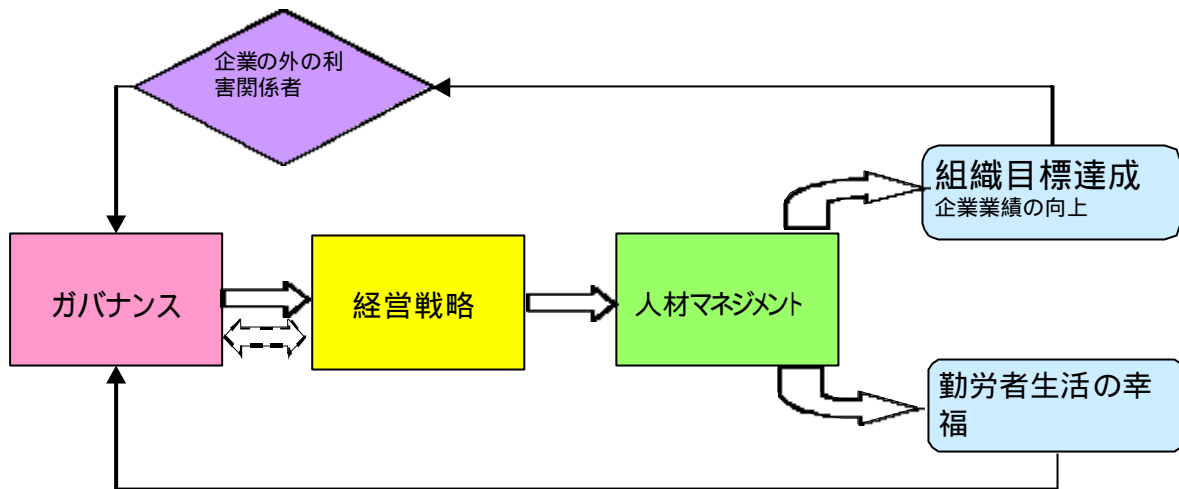 企業の外の利
害関係者
組織目標達成
企業業績の向上
ガバナンス
経営戦略
人材マネジメント
勤労者生活の幸
福